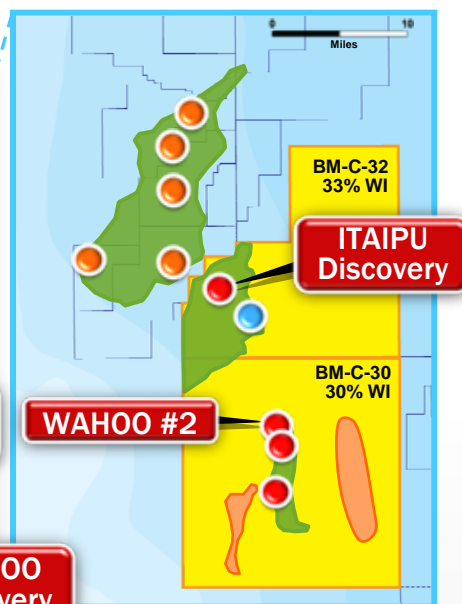 0 10
Miles
BM-C-32
33% WI
ITAIPU
Discovery
BM-C-30
30% WI
WAHOO #2